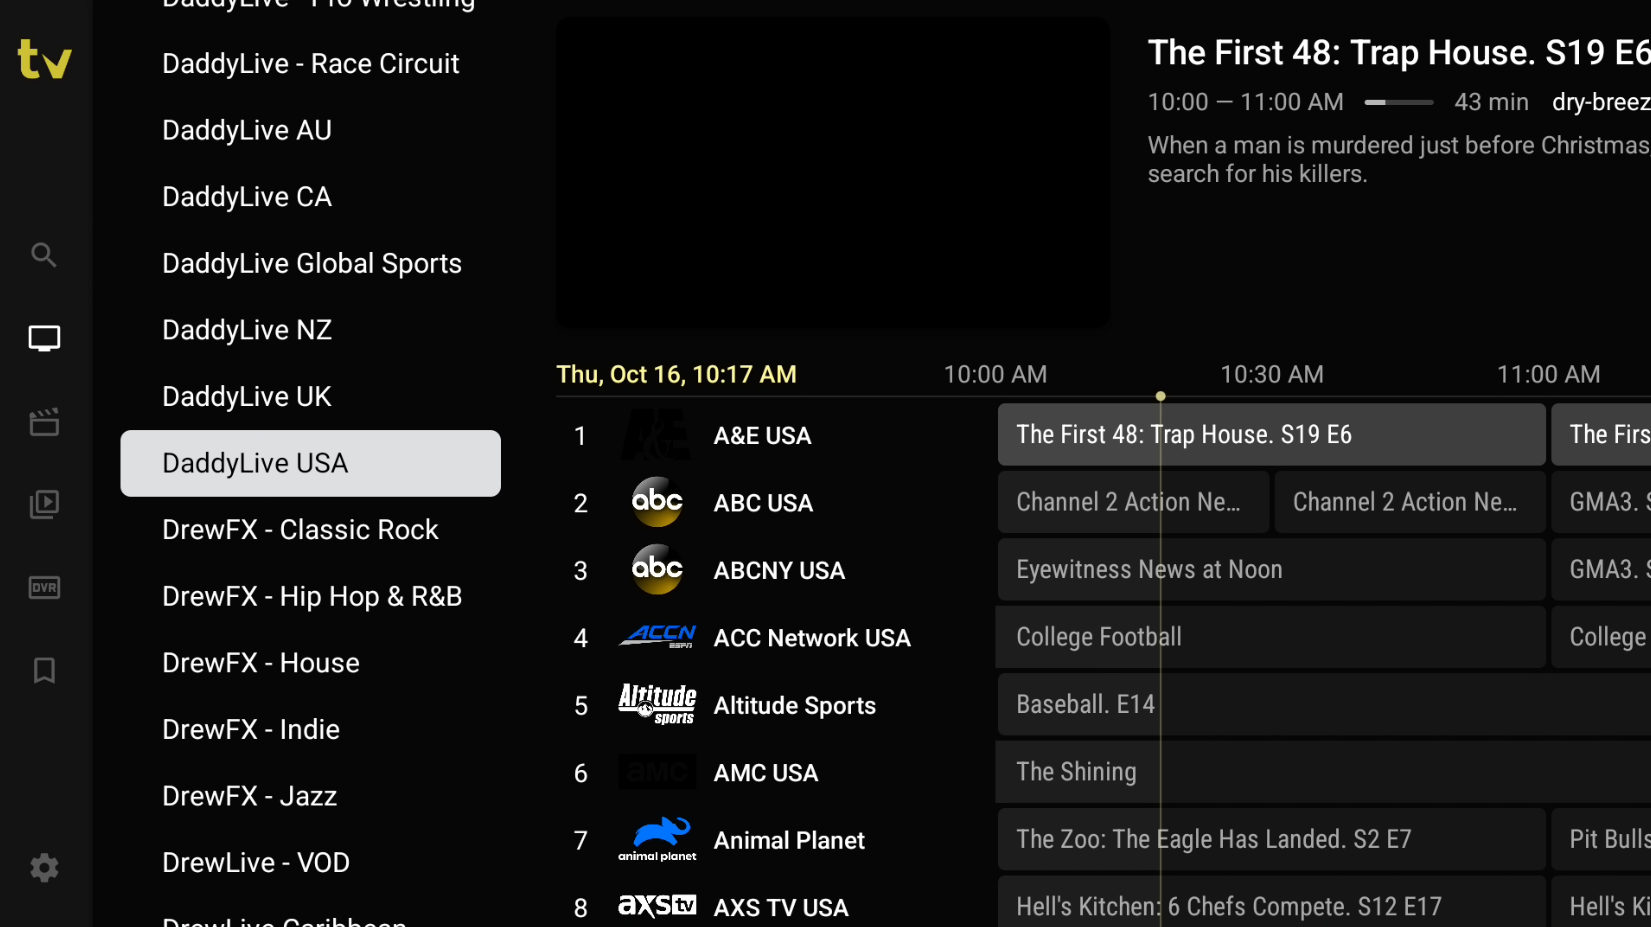 DaddyLive - Pro Wrestling
DaddyLive - Race Circuit
DaddyLive AU
DaddyLive CA
DaddyLive Global Sports
DaddyLive NZ
DaddyLive UK
DaddyLive USA
DrewFX - Classic Rock
DrewFX - Hip Hop & R&B
DrewFX - House
DrewFX - Indie
DrewFX - Jazz
DrewLive - VOD
DrewLive Caribbean
tv
DVR
The First 48: Trap House. S19 E6
10:00 — 11:00 AM 43 min dry-breez
When a man is murdered just before Christmas,
search for his killers.
Thu, Oct 16, 10:17 AM 10:00 AM 10:30 AM 11:00 AM
1 A&E A&E USA The First 48: Trap House. S19 E6 The Firs
2 abc ABC USA Channel 2 Action Ne... Channel 2 Action Ne... GMA3. S
3 abc ABCNY USA Eyewitness News at Noon GMA3. S
4 ACCN ESPN ACC Network USA College Football College
5 Altitude sports Altitude Sports Baseball. E14
6 amc AMC USA The Shining
7 animal planet Animal Planet The Zoo: The Eagle Has Landed. S2 E7 Pit Bulls
8 axs tv AXS TV USA Hell's Kitchen: 6 Chefs Compete. S12 E17 Hell's Ki